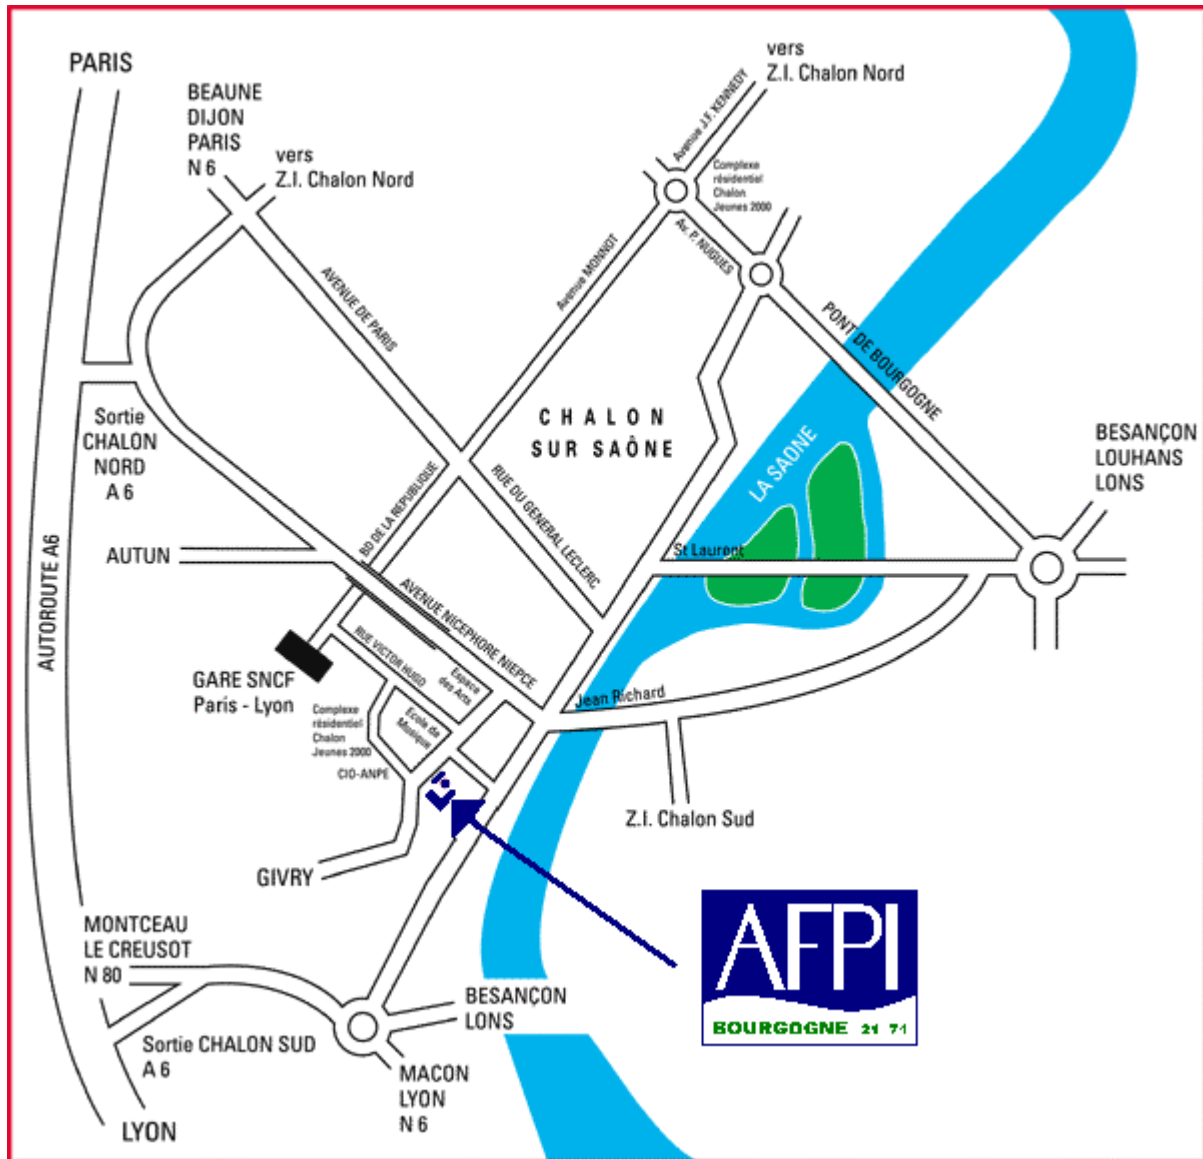 PARIS
BEAUNE
DIJON
PARIS
N 6
vers
Z.I. Chalon Nord
vers
Z.I. Chalon Nord
Avenue J.F. KENNEDY
Complexe
résidentiel
Chalon
Jeunes 2000
Av. P. NUGUES
Avenue MONNOT
AVENUE DE PARIS
PONT DE BOURGOGNE
CHALON
SUR SAÔNE
LA SAONE
BESANÇON
LOUHANS
LONS
Sortie
CHALON
NORD
A 6
BD DE LA REPUBLIQUE
RUE DU GENERAL LECLERC
AUTUN
St Laurent
AUTOROUTE A6
AVENUE NICEPHORE NIEPCE
RUE VICTOR HUGO
Espace
des Arts
GARE SNCF
Paris - Lyon
Jean Richard
Complexe
résidentiel
Chalon
Jeunes 2000
Ecole de
Musique
CIO-ANPE
Z.I. Chalon Sud
GIVRY
MONTCEAU
LE CREUSOT
N 80
AFPI
BOURGOGNE 21 71
BESANÇON
LONS
Sortie CHALON SUD
A 6
MACON
LYON
N 6
LYON